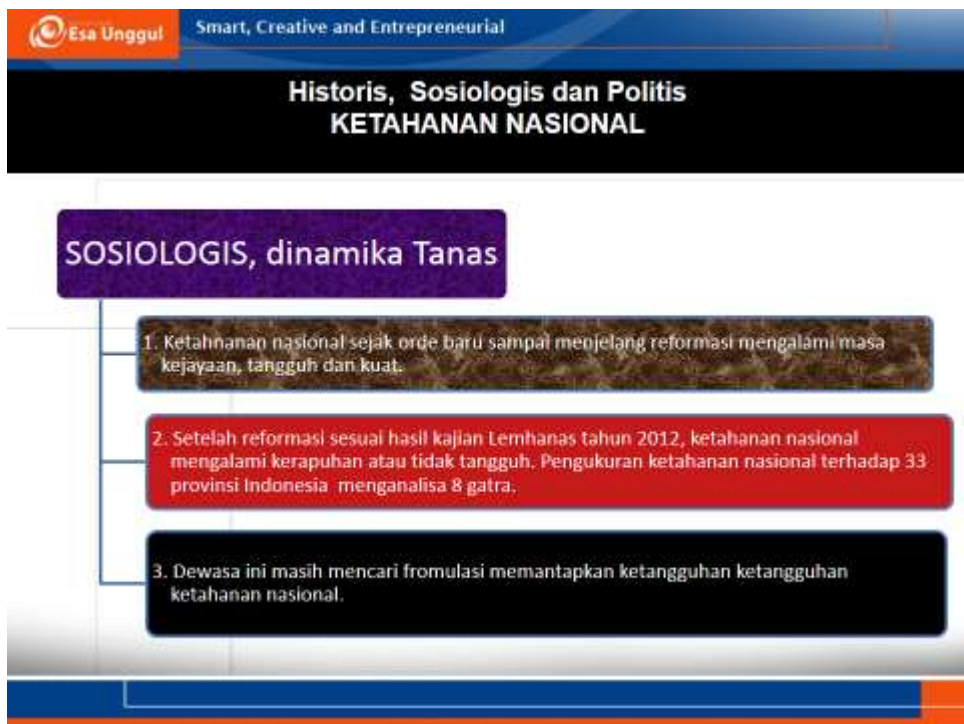 Esa Unggul
Smart, Creative and Entrepreneurial
Historis, Sosiologis dan Politis
KETAHANAN NASIONAL
SOSIOLOGIS, dinamika Tanas
1. Ketahnanan nasional sejak orde baru sampai menjelang reformasi mengalami masa
kejayaan, tangguh dan kuat.
2. Setelah reformasi sesuai hasil kajian Lemhanas tahun 2012, ketahanan nasional
mengalami kerapuhan atau tidak tangguh. Pengukuran ketahanan nasional terhadap 33
provinsi Indonesia menganalisa 8 gatra.
3. Dewasa ini masih mencari fromulasi memantapkan ketangguhan ketangguhan
ketahanan nasional.